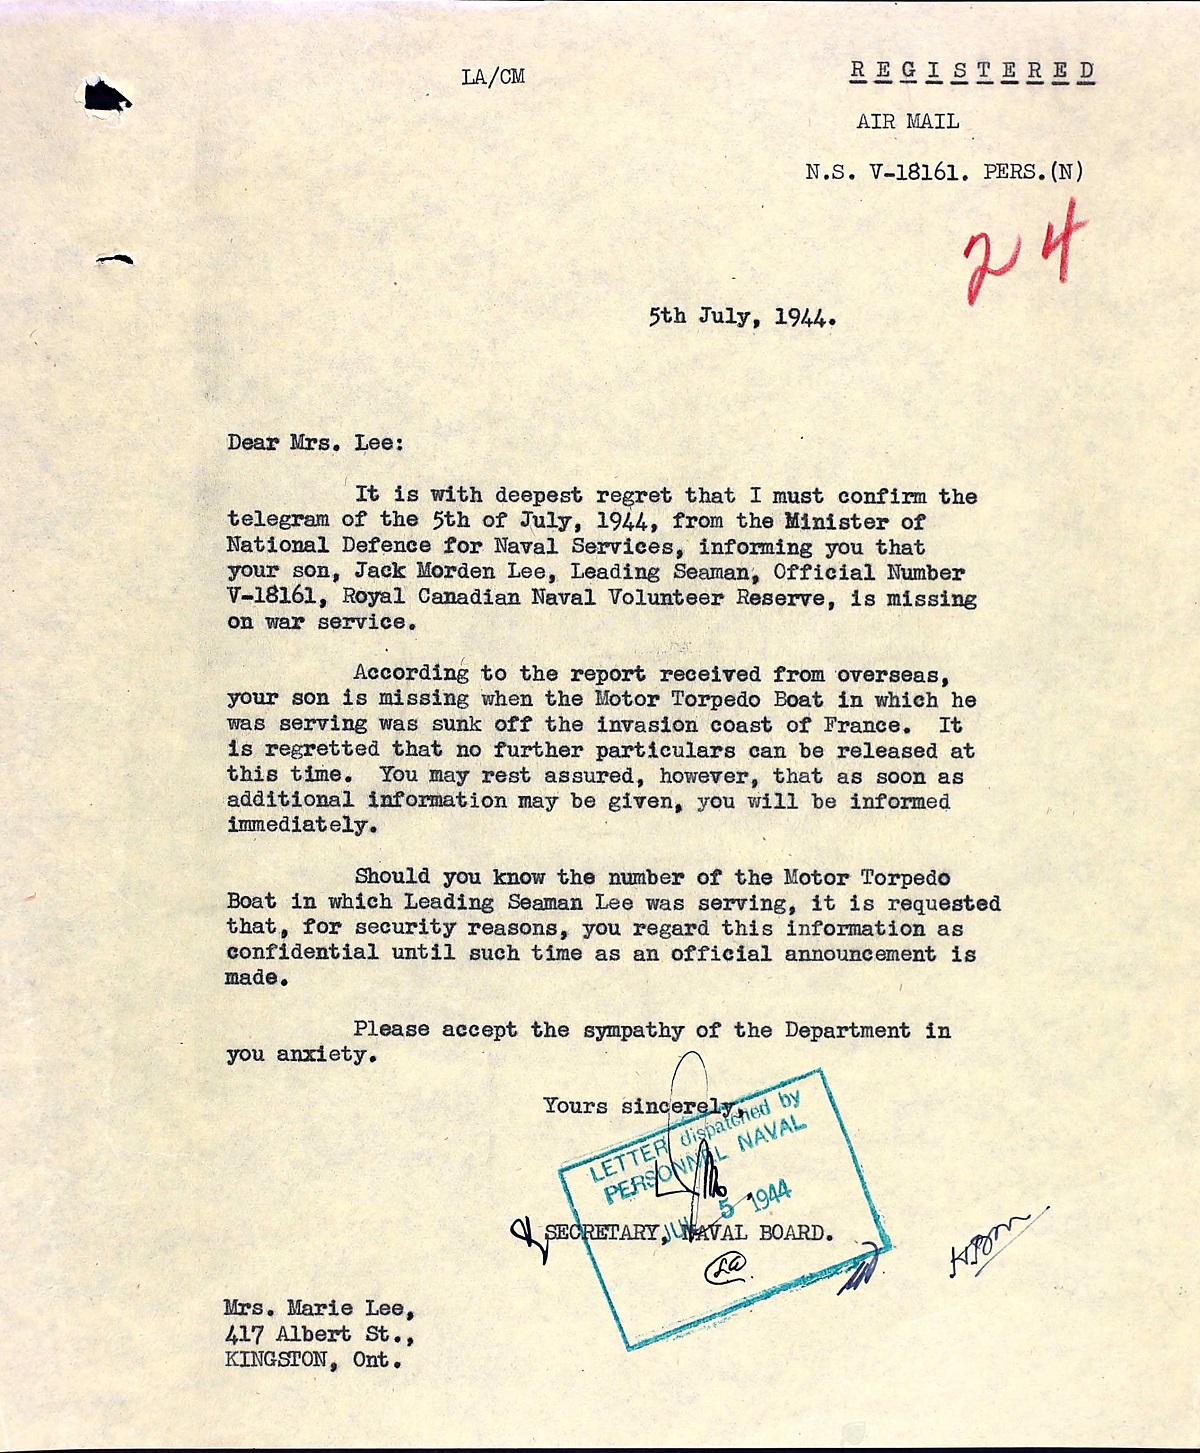 LA/CM
REGISTERED
AIR MAIL
N.S. V-18161. PERS.(N)
24
5th July, 1944.
Dear Mrs. Lee:
It is with deepest regret that I must confirm the
telegram of the 5th of July, 1944, from the Minister of
National Defence for Naval Services, informing you that
your son, Jack Morden Lee, Leading Seaman, Official Number
V-18161, Royal Canadian Naval Volunteer Reserve, is missing
on war service.
According to the report received from overseas,
your son is missing when the Motor Torpedo Boat in which he
was serving was sunk off the invasion coast of France. It
is regretted that no further particulars can be released at
this time. You may rest assured, however, that as soon as
additional information may be given, you will be informed
immediately.
Should you know the number of the Motor Torpedo
Boat in which Leading Seaman Lee was serving, it is requested
that, for security reasons, you regard this information as
confidential until such time as an official announcement is
made.
Please accept the sympathy of the Department in
you anxiety.
Yours sincerely,
LETTER dispatched by
PERSONNEL NAVAL
JUL 5 1944
SECRETARY, NAVAL BOARD.
LA
Mrs. Marie Lee,
417 Albert St.,
KINGSTON, Ont.